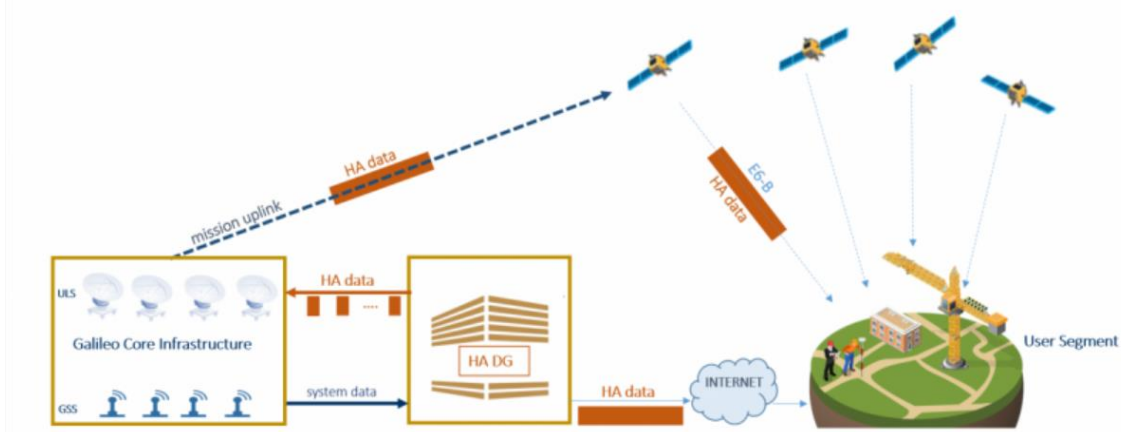 HA data
mission uplink
E6-B
HA data
ULS
HA data
....
Galileo Core Infrastructure
HA DG
User Segment
GSS
system data
HA data
INTERNET